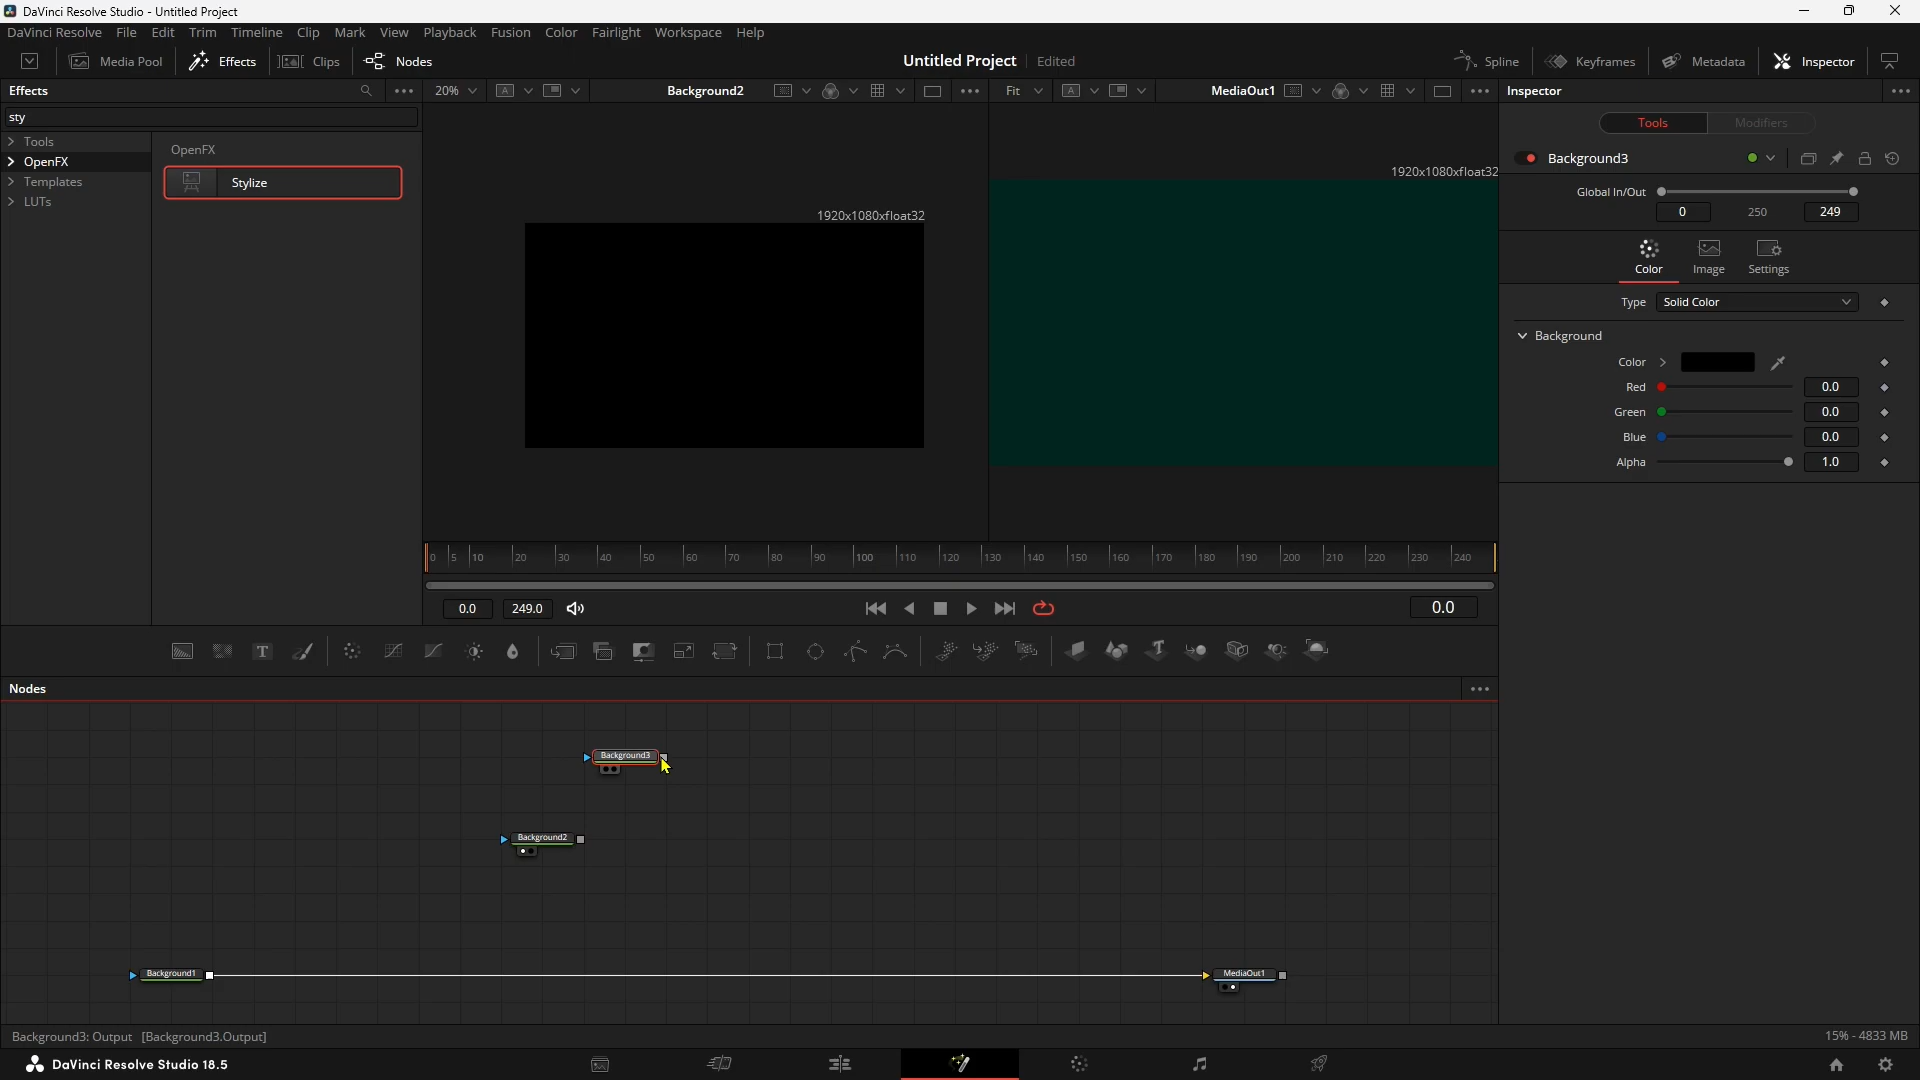 DaVinci Resolve Studio - Untitled Project
DaVinci Resolve File Edit Trim Timeline Clip Mark View Playback Fusion Color Fairlight Workspace Help
Media Pool Effects Clips Nodes Untitled Project Edited Spline Keyframes Metadata Inspector
Effects 20% A Background2 Fit A MediaOut1 Inspector
sty
Tools
OpenFX
Templates
LUTs
OpenFX
Stylize
1920x1080xfloat32
1920x1080xfloat32
Tools Modifiers
Background3
Global In/Out
0 250 249
Color Image Settings
Type Solid Color
Background
Color
Red 0.0
Green 0.0
Blue 0.0
Alpha 1.0
0 5 10 20 30 40 50 60 70 80 90 100 110 120 130 140 150 160 170 180 190 200 210 220 230 240
0.0 249.0 0.0
T T
Nodes
Background3
Background2
Background1 MediaOut1
Background3: Output [Background3.Output] 15% - 4833 MB
DaVinci Resolve Studio 18.5